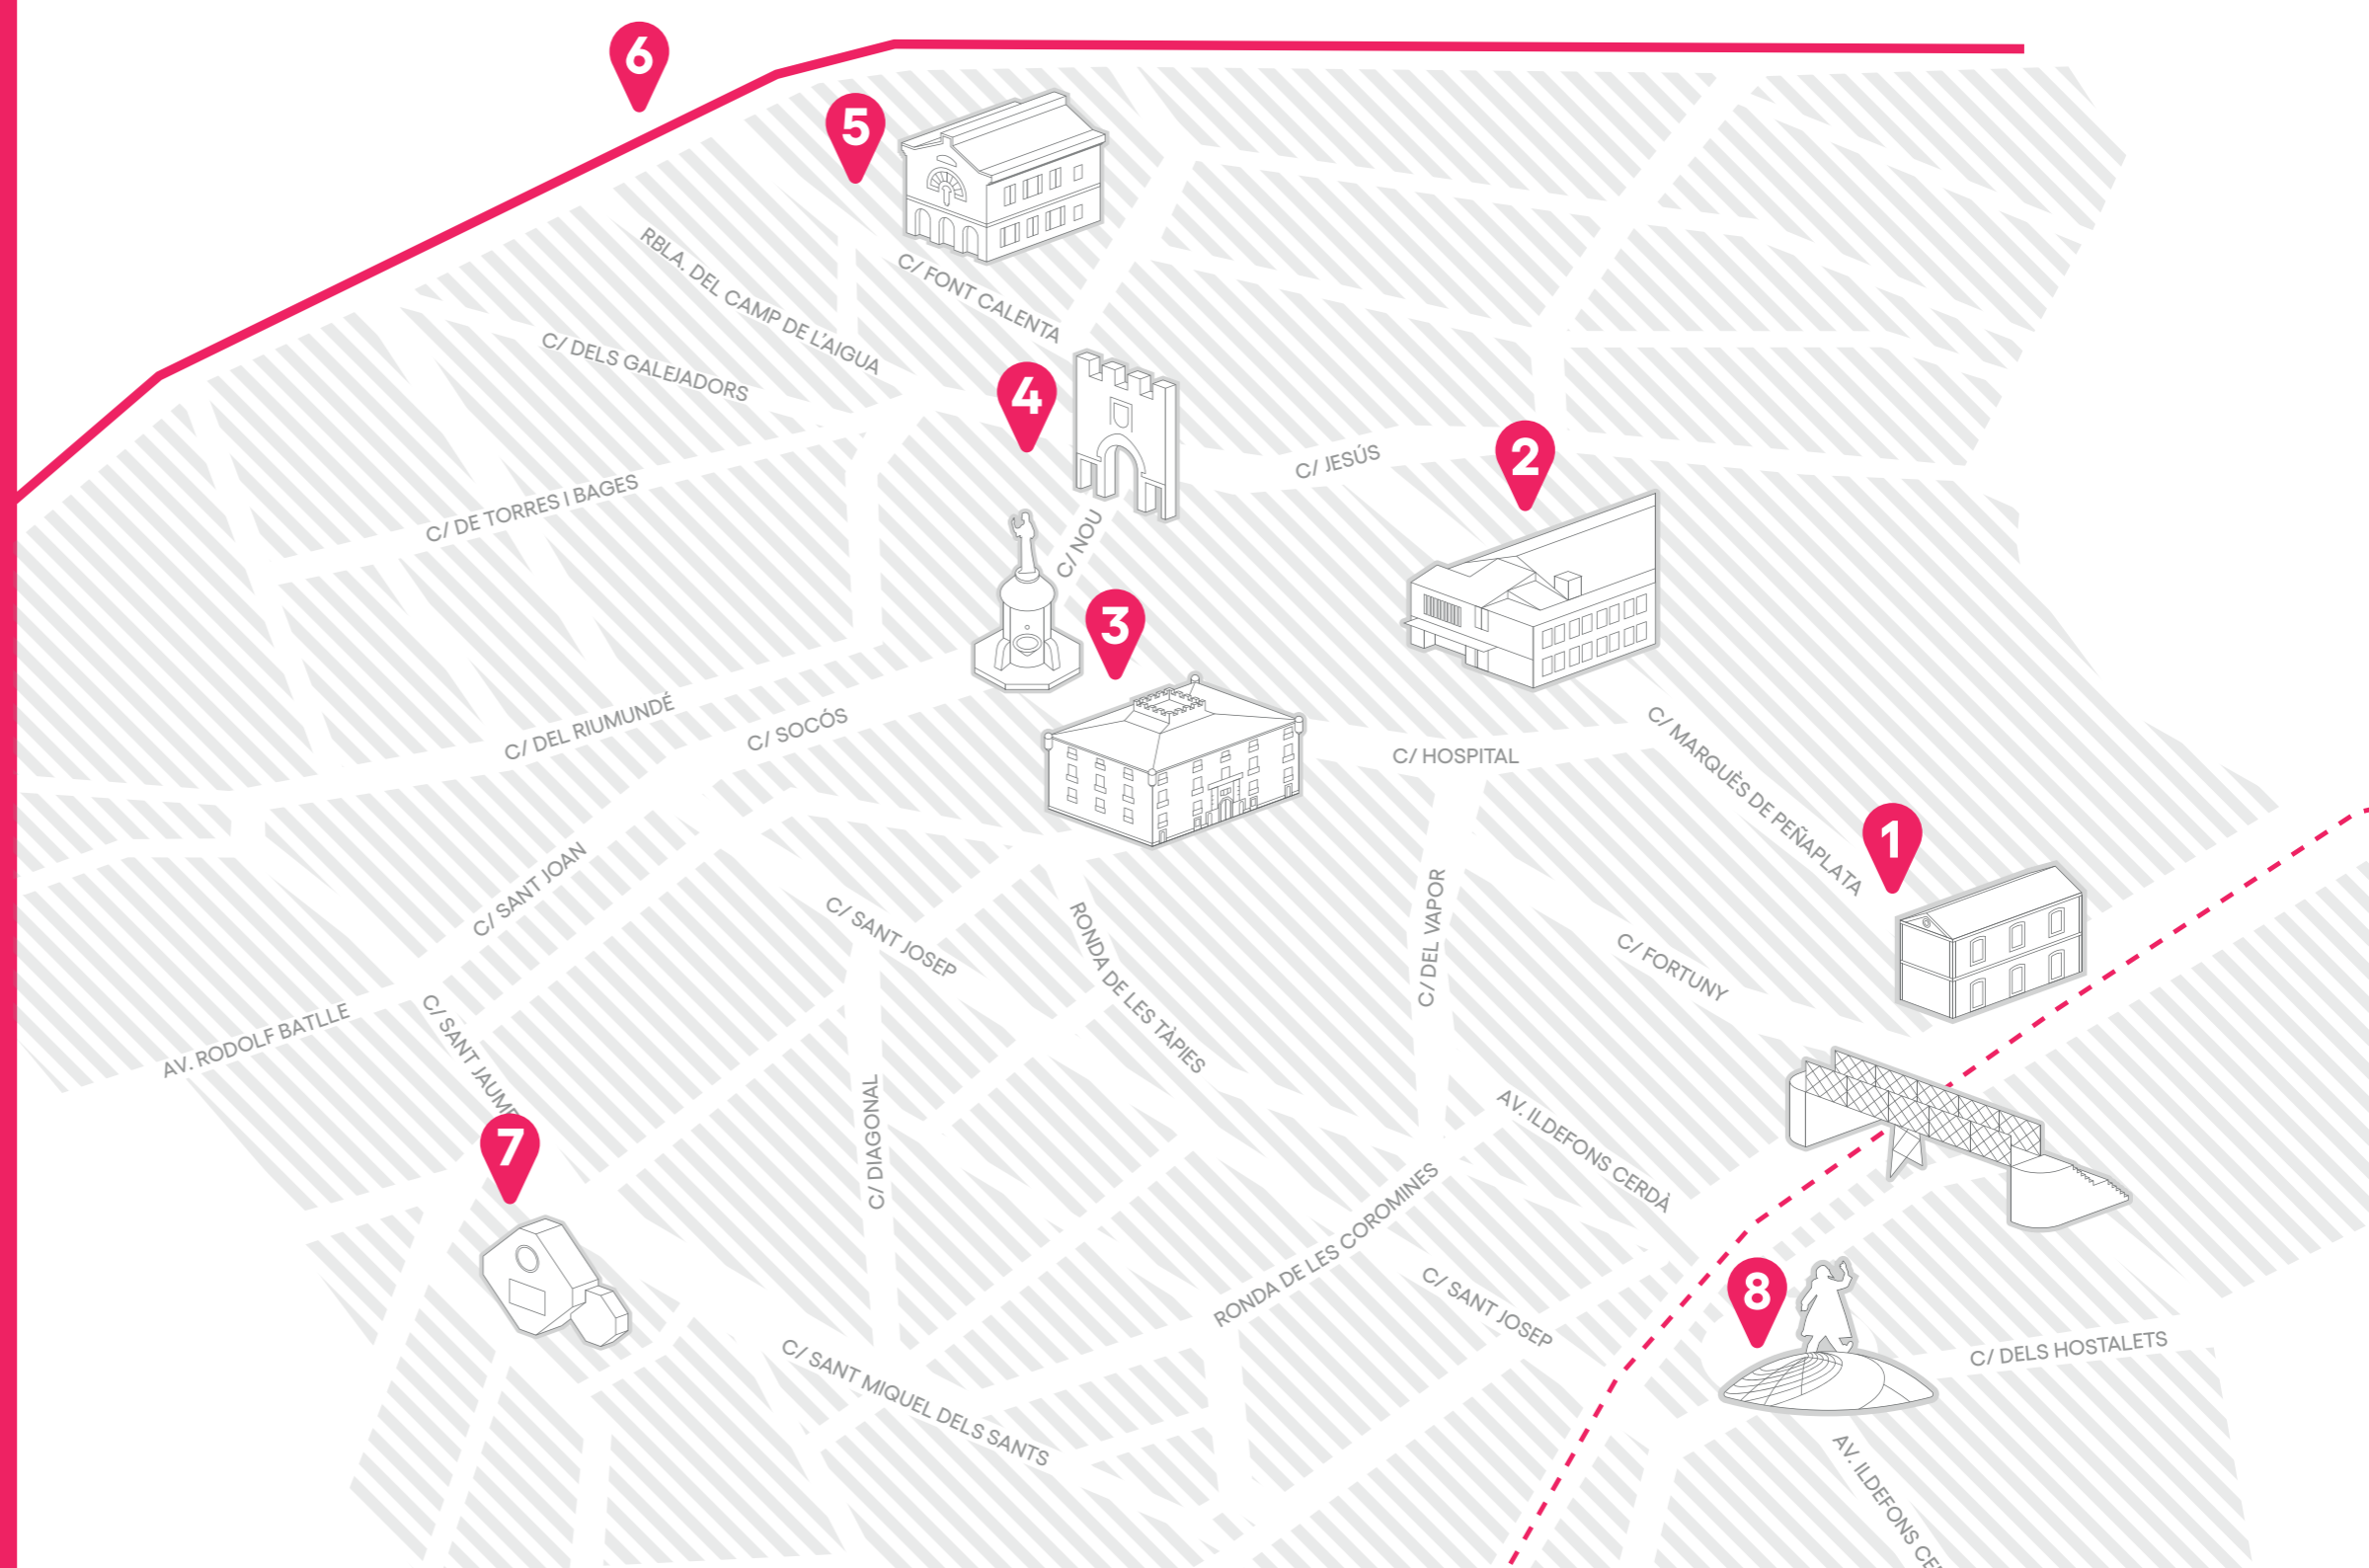 6
5
RBLA. DEL CAMP DE L'AIGUA
C/ FONT CALENTA
C/ DELS GALEJADORS
4
C/ JESÚS
2
C/ DE TORRES I BAGES
C/ NOU
3
C/ DEL RIUMUNDÉ
C/ SOCÓS
C/ HOSPITAL
C/ MARQUÈS DE PEÑAPLATA
1
C/ SANT JOAN
C/ SANT JOSEP
RONDA DE LES TÀPIES
C/ DEL VAPOR
C/ FORTUNY
AV. RODOLF BATLLE
C/ SANT JAUME
7
C/ DIAGONAL
AV. ILDEFONS CERDÀ
RONDA DE LES COROMINES
C/ SANT JOSEP
8
C/ DELS HOSTALETS
C/ SANT MIQUEL DELS SANTS
AV. ILDEFONS CE